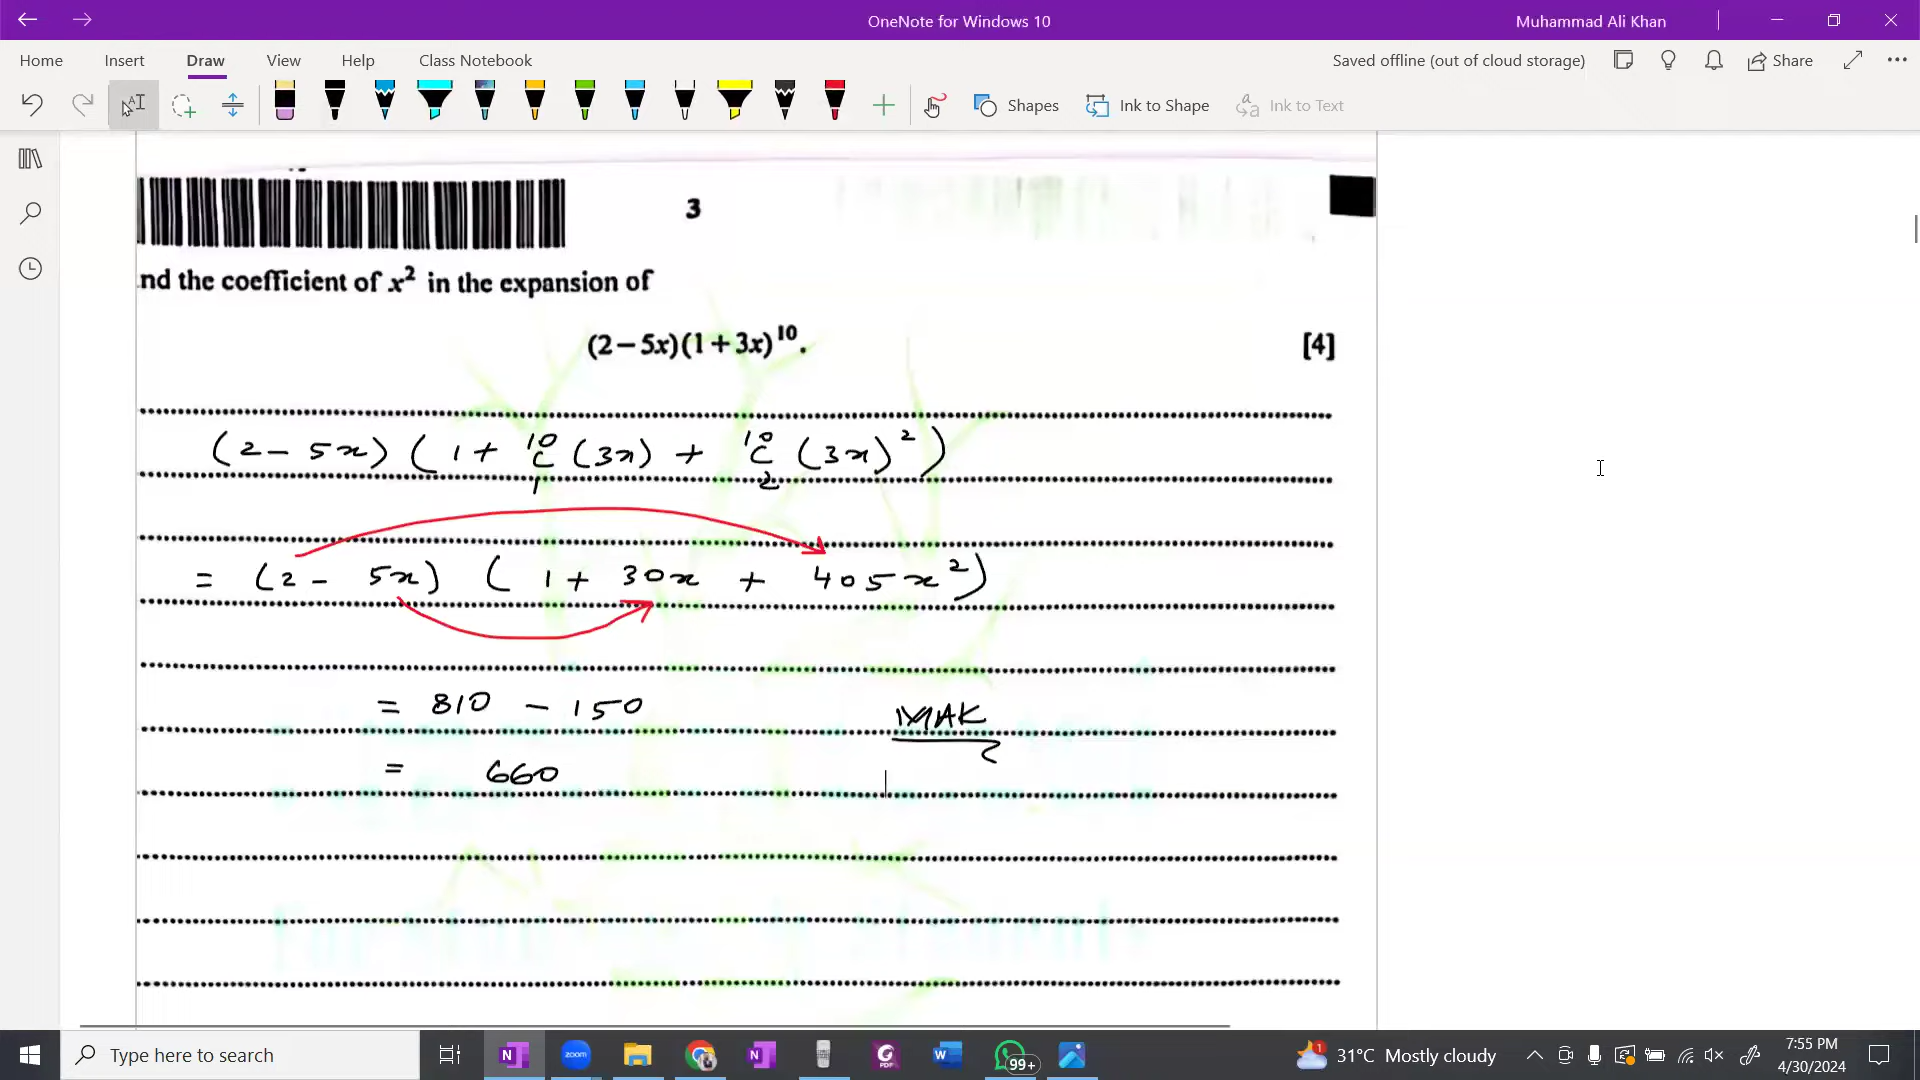 OneNote for Windows 10
Muhammad Ali Khan
Home Insert Draw View Help Class Notebook
Saved offline (out of cloud storage)
Share
Shapes
Ink to Shape
Ink to Text
3
nd the coefficient of x² in the expansion of
(2 − 5x)(1 + 3x)¹⁰.
[4]
(2 − 5x) (1 + ¹⁰C₁ (3x) + ¹⁰C₂ (3x)²)
= (2 − 5x) (1 + 30x + 405x²)
= 810 − 150
MAK
= 660
Type here to search
zoom
PDF
99+
1
31°C Mostly cloudy
7:55 PM
4/30/2024